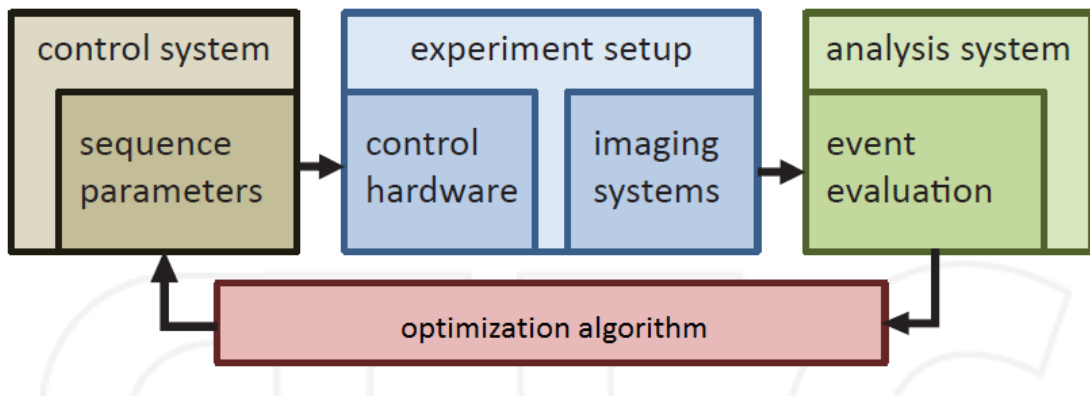 control system
sequence
parameters
experiment setup
control
hardware
imaging
systems
analysis system
event
evaluation
optimization algorithm